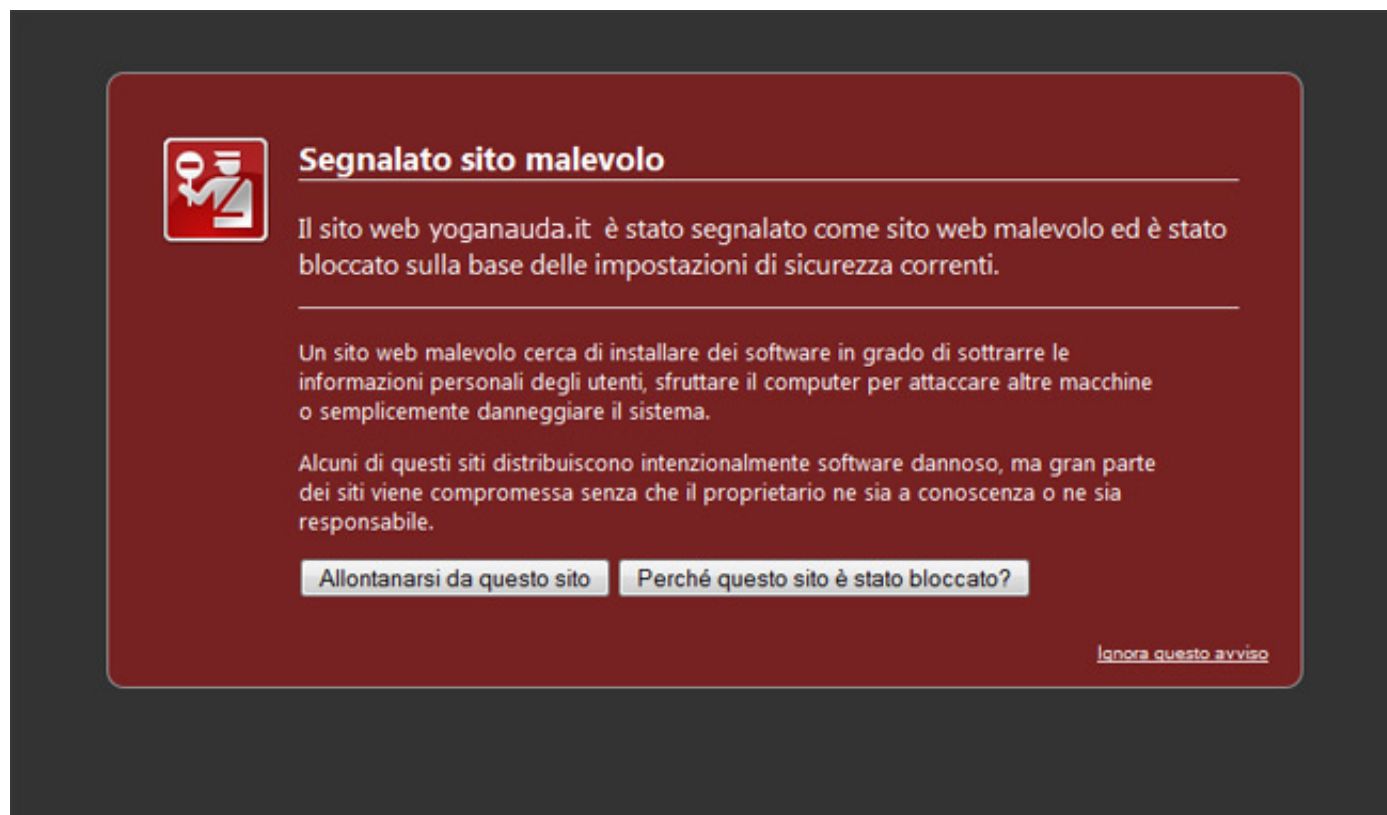 Segnalato sito malevolo
Il sito web yoganauda.it è stato segnalato come sito web malevolo ed è stato
bloccato sulla base delle impostazioni di sicurezza correnti.
Un sito web malevolo cerca di installare dei software in grado di sottrarre le
informazioni personali degli utenti, sfruttare il computer per attaccare altre macchine
o semplicemente danneggiare il sistema.
Alcuni di questi siti distribuiscono intenzionalmente software dannoso, ma gran parte
dei siti viene compromessa senza che il proprietario ne sia a conoscenza o ne sia
responsabile.
Allontanarsi da questo sito Perché questo sito è stato bloccato?
Ignora questo avviso